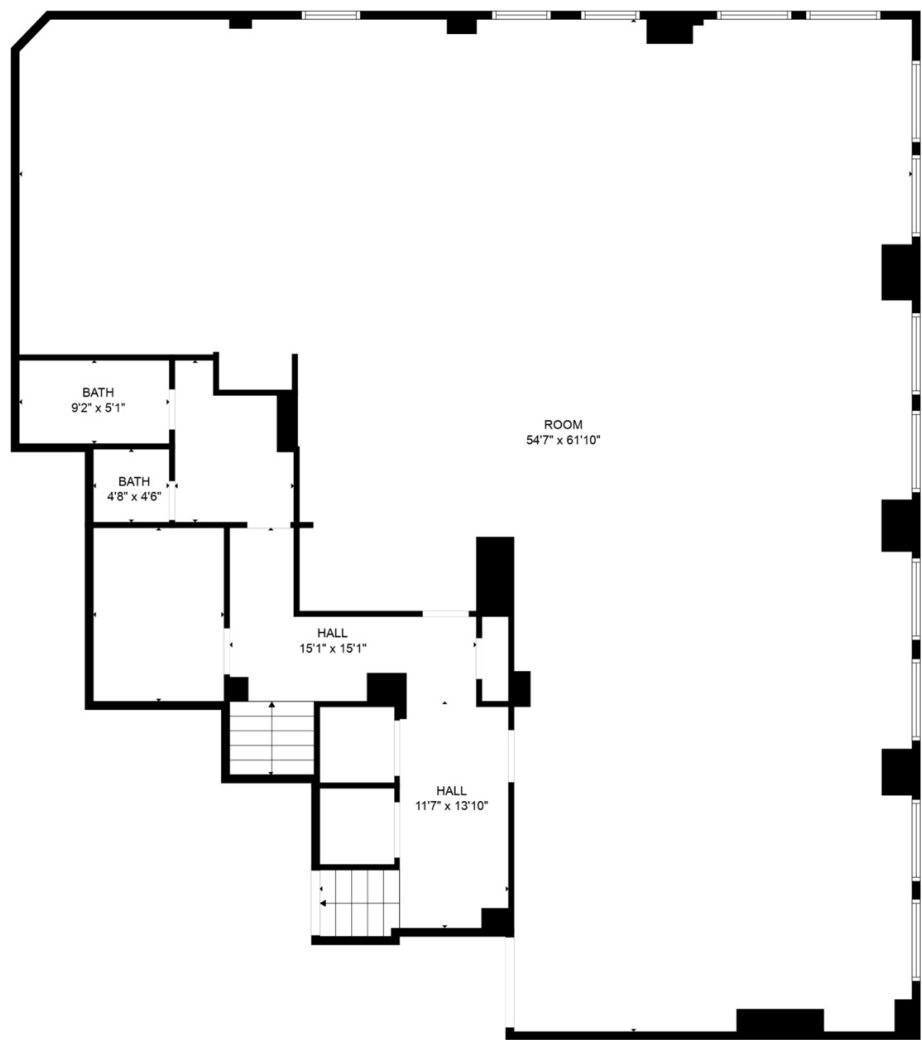 BATH
9'2" x 5'1"
ROOM
54'7" x 61'10"
BATH
4'8" x 4'6"
HALL
15'1" x 15'1"
HALL
11'7" x 13'10"